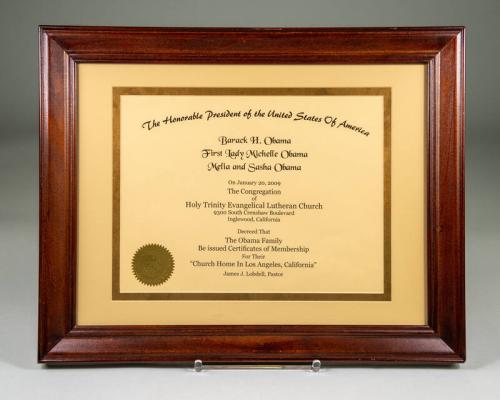 The Honorable President of the United States Of America
Barack H. Obama
First Lady Michelle Obama
Melia and Sasha Obama
On January 20, 2009
The Congregation
of
Holy Trinity Evangelical Lutheran Church
9300 South Crenshaw Boulevard
Inglewood, California
Decreed That
The Obama Family
Be issued Certificates of Membership
For Their
"Church Home In Los Angeles, California"
James J. Lobdell, Pastor